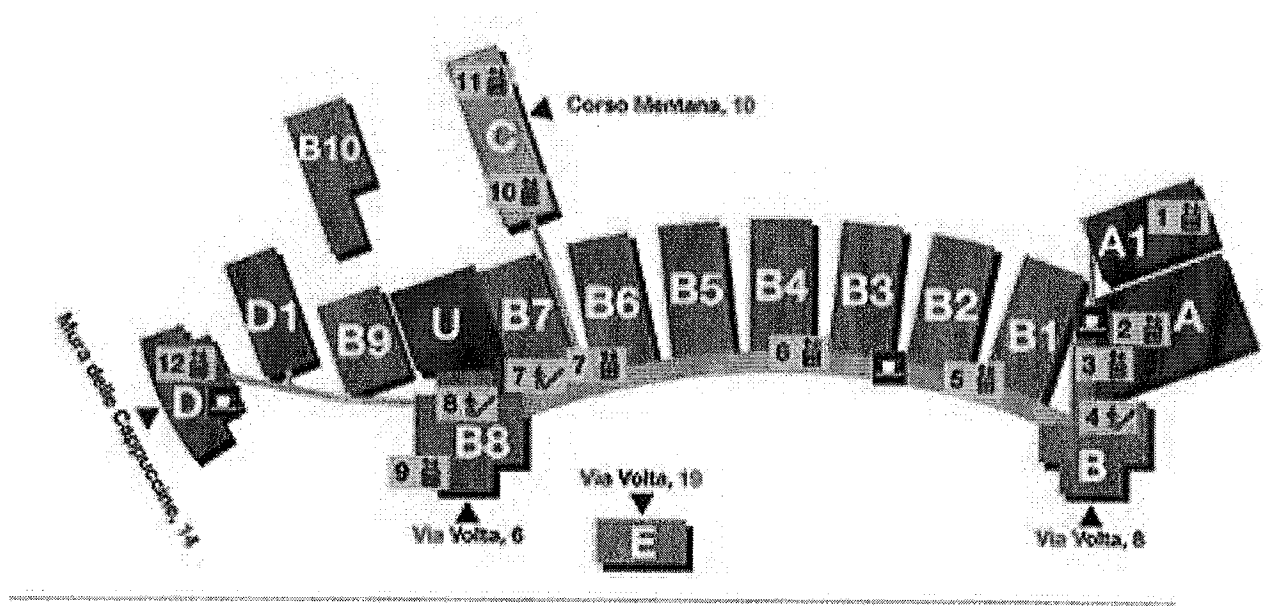 11
C
Corso Mentana, 10
B10
10
1
A1
D1
B9
U
B7
B6
B5
B4
B3
B2
B1
2
A
12
D
7
7
6
5
3
8
B8
9
4
B
Mura delle Cappuccine, 14
Via Volta, 6
Via Volta, 19
E
Via Volta, 8